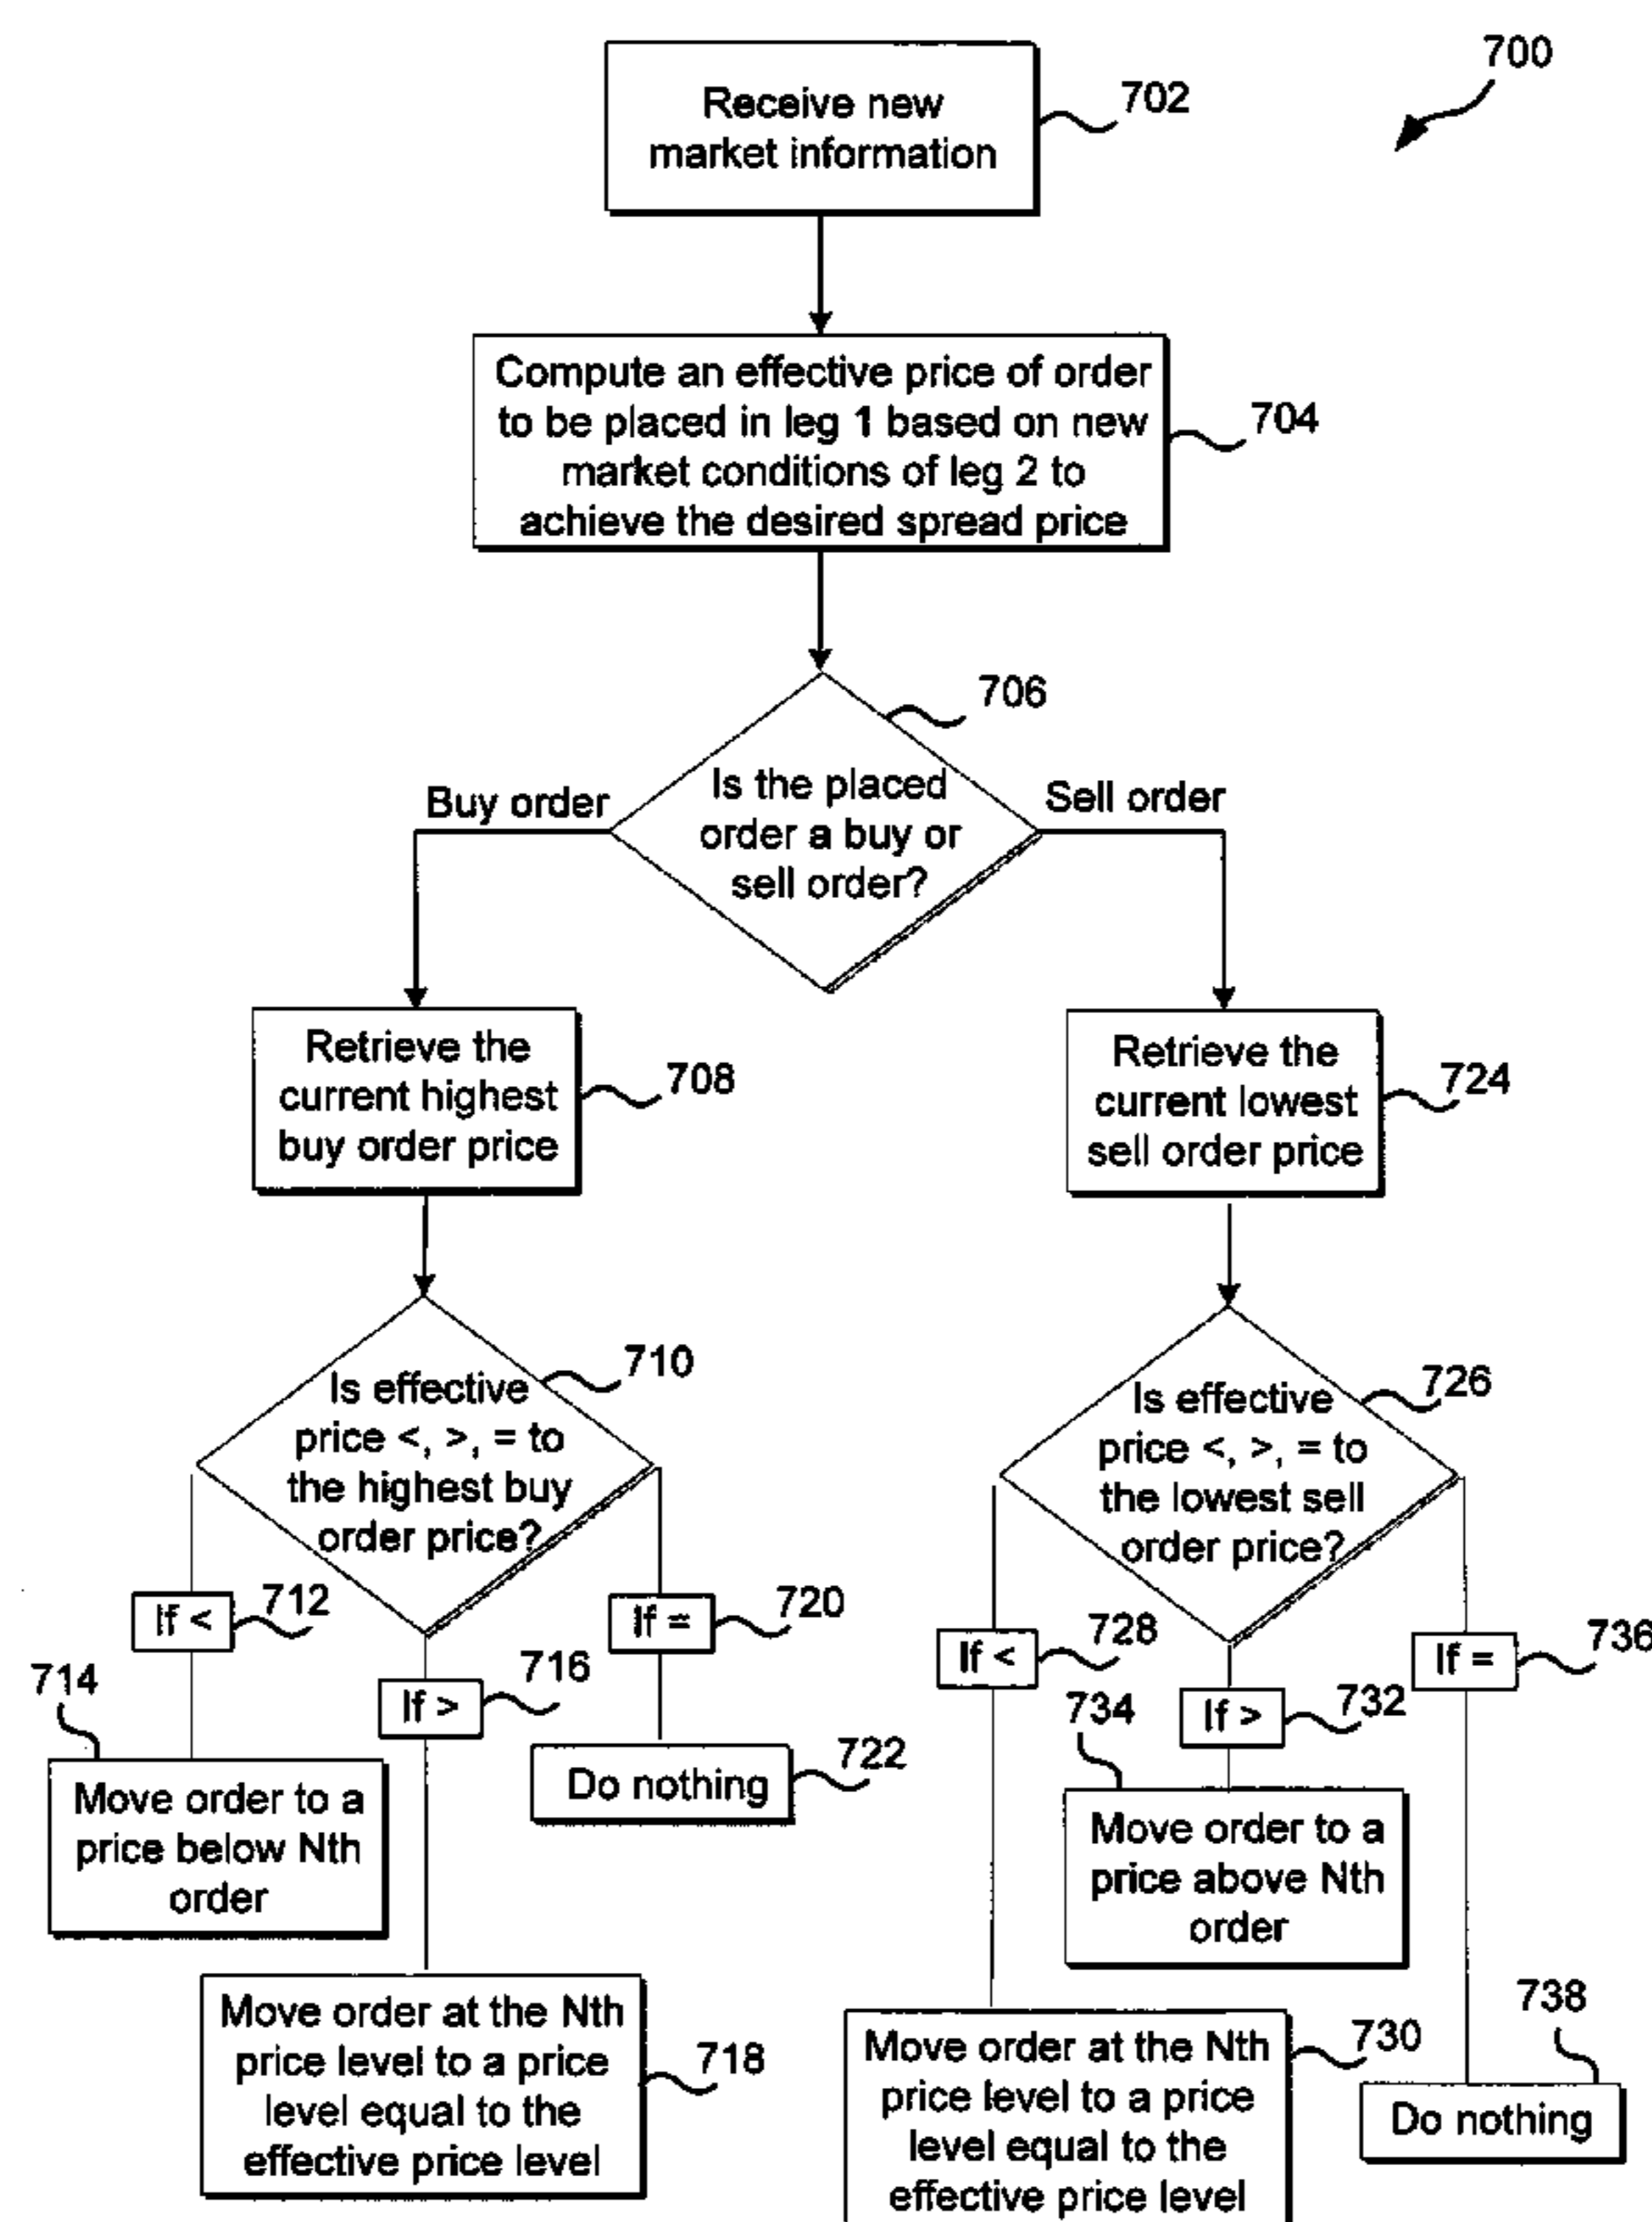 700
Receive new
market information
702
Compute an effective price of order
to be placed in leg 1 based on new
market conditions of leg 2 to
achieve the desired spread price
704
706
Is the placed
order a buy or
sell order?
Buy order
Sell order
Retrieve the
current highest
buy order price
708
Retrieve the
current lowest
sell order price
724
710
Is effective
price <, >, = to
the highest buy
order price?
726
Is effective
price <, >, = to
the lowest sell
order price?
If <
712
If >
716
If =
720
If <
728
If >
732
If =
736
714
Move order to a
price below Nth
order
Do nothing
722
734
Move order to a
price above Nth
order
Move order at the Nth
price level to a price
level equal to the
effective price level
718
Move order at the Nth
price level to a price
level equal to the
effective price level
730
738
Do nothing